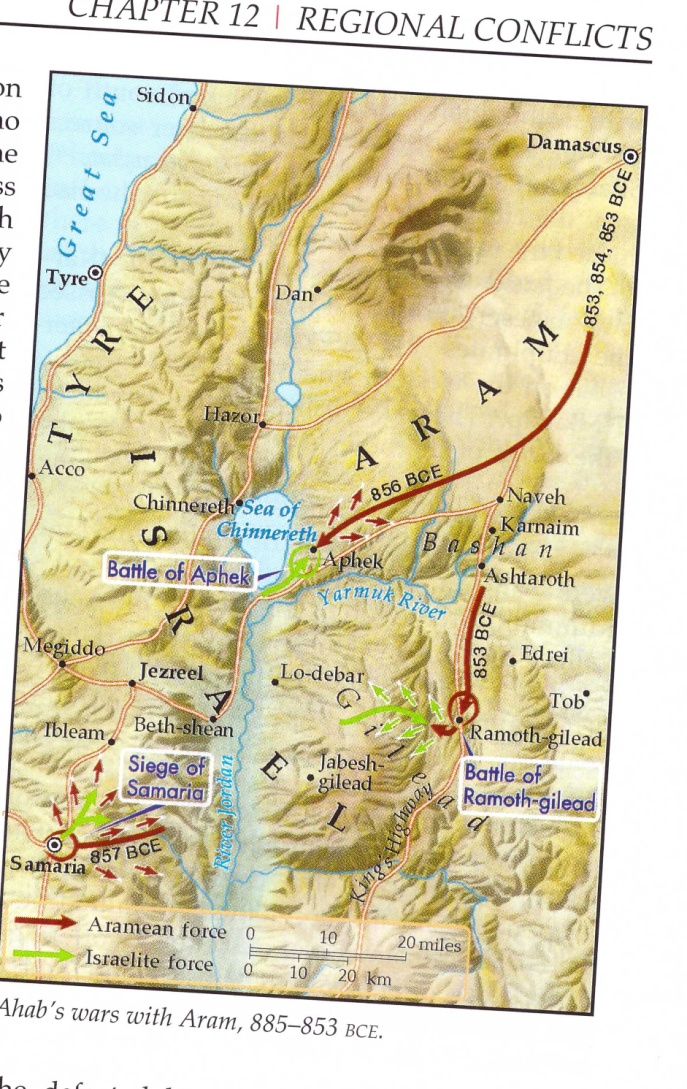 CHAPTER 12 | REGIONAL CONFLICTS
Sidon
Great Sea
Damascus
853, 854, 853 BCE
Tyre
Dan
TYRE
ARAM
Hazor
Acco
856 BCE
Chinnereth
Sea of
Chinnereth
Naveh
Karnaim
Bashan
Battle of Aphek
Aphek
Ashtaroth
Yarmuk River
ISRAEL
853 BCE
Megiddo
Jezreel
Lo-debar
Edrei
Tob
Gilead
Ibleam
Beth-shean
Ramoth-gilead
Siege of
Samaria
River Jordan
Jabesh-
gilead
Battle of
Ramoth-gilead
King's Highway
Samaria
857 BCE
Aramean force
Israelite force
0 10 20 miles
0 10 20 km
Ahab's wars with Aram, 885–853 BCE.